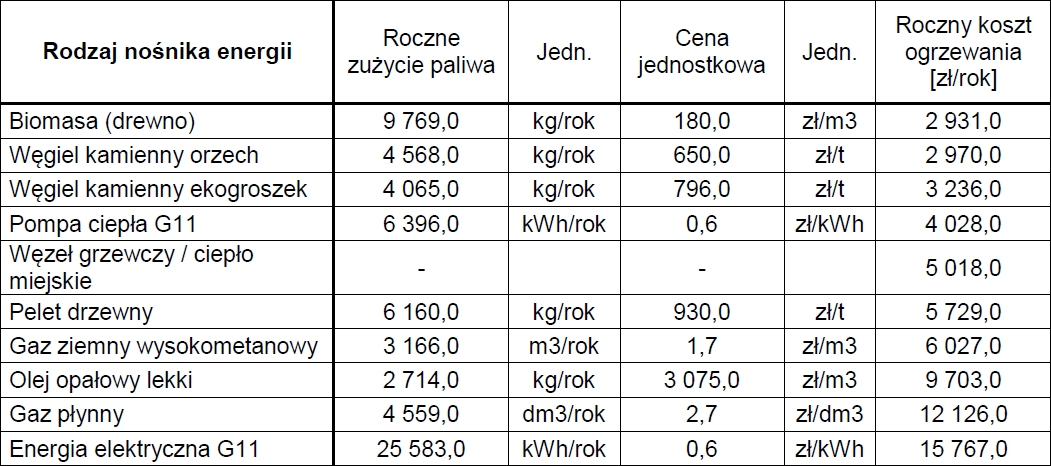 Rodzaj nośnika energii | Roczne zużycie paliwa | Jedn. | Cena jednostkowa | Jedn. | Roczny koszt ogrzewania [zł/rok]
Biomasa (drewno) | 9 769,0 | kg/rok | 180,0 | zł/m3 | 2 931,0
Węgiel kamienny orzech | 4 568,0 | kg/rok | 650,0 | zł/t | 2 970,0
Węgiel kamienny ekogroszek | 4 065,0 | kg/rok | 796,0 | zł/t | 3 236,0
Pompa ciepła G11 | 6 396,0 | kWh/rok | 0,6 | zł/kWh | 4 028,0
Węzeł grzewczy / ciepło miejskie | - | | - | | 5 018,0
Pelet drzewny | 6 160,0 | kg/rok | 930,0 | zł/t | 5 729,0
Gaz ziemny wysokometanowy | 3 166,0 | m3/rok | 1,7 | zł/m3 | 6 027,0
Olej opałowy lekki | 2 714,0 | kg/rok | 3 075,0 | zł/m3 | 9 703,0
Gaz płynny | 4 559,0 | dm3/rok | 2,7 | zł/dm3 | 12 126,0
Energia elektryczna G11 | 25 583,0 | kWh/rok | 0,6 | zł/kWh | 15 767,0